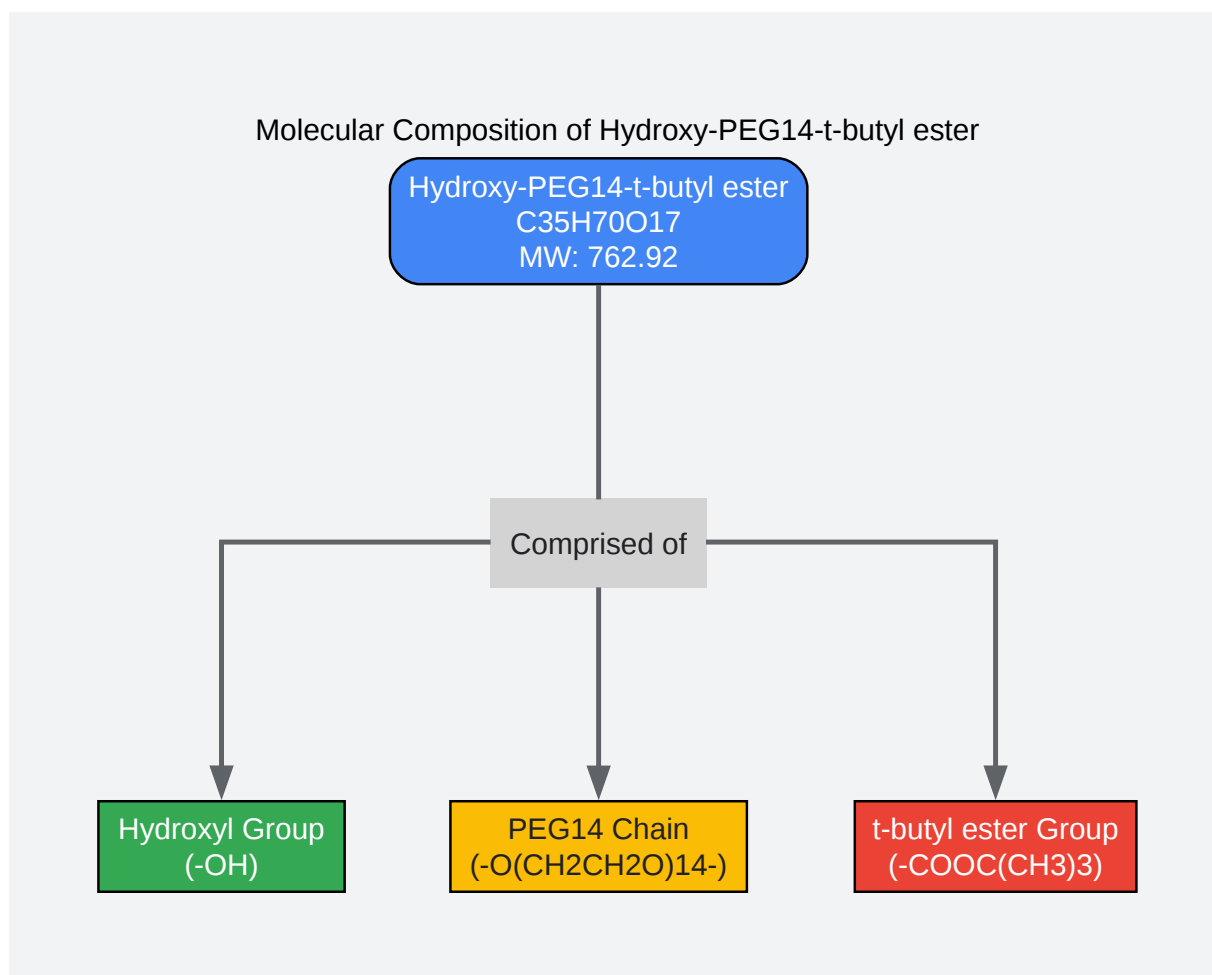 Molecular Composition of Hydroxy-PEG14-t-butyl ester
Hydroxy-PEG14-t-butyl ester
C35H70O17
MW: 762.92
Comprised of
Hydroxyl Group
(-OH)
PEG14 Chain
(-O(CH2CH2O)14-)
t-butyl ester Group
(-COOC(CH3)3)